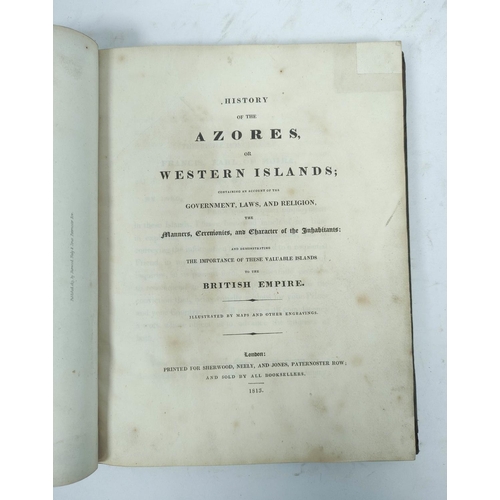 HISTORY
OF THE
AZORES,
OR
WESTERN ISLANDS;
CONTAINING AN ACCOUNT OF THE
GOVERNMENT, LAWS, AND RELIGION,
THE
Manners, Ceremonies, and Character of the Inhabitants:
AND DEMONSTRATING
THE IMPORTANCE OF THESE VALUABLE ISLANDS
TO THE
BRITISH EMPIRE.
ILLUSTRATED BY MAPS AND OTHER ENGRAVINGS.
London:
PRINTED FOR SHERWOOD, NEELY, AND JONES, PATERNOSTER ROW;
AND SOLD BY ALL BOOKSELLERS.
1813.